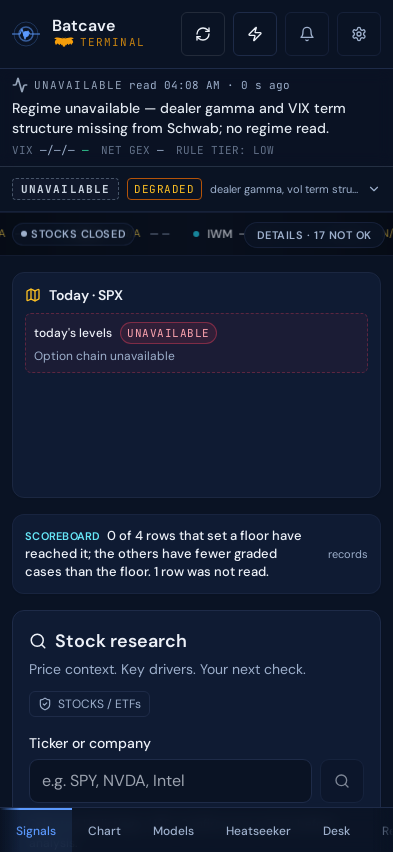 Batcave
TERMINAL
UNAVAILABLE read 04:08 AM · 0 s ago
Regime unavailable — dealer gamma and VIX term
structure missing from Schwab; no regime read.
VIX —/—/— — NET GEX — RULE TIER: LOW
UNAVAILABLE DEGRADED dealer gamma, vol term stru…
A STOCKS CLOSED A —— IWM — DETAILS · 17 NOT OK
Today · SPX
today's levels UNAVAILABLE
Option chain unavailable
SCOREBOARD 0 of 4 rows that set a floor have
reached it; the others have fewer graded
cases than the floor. 1 row was not read.
records
Stock research
Price context. Key drivers. Your next check.
STOCKS / ETFs
Ticker or company
e.g. SPY, NVDA, Intel
Signals Chart Models Heatseeker Desk